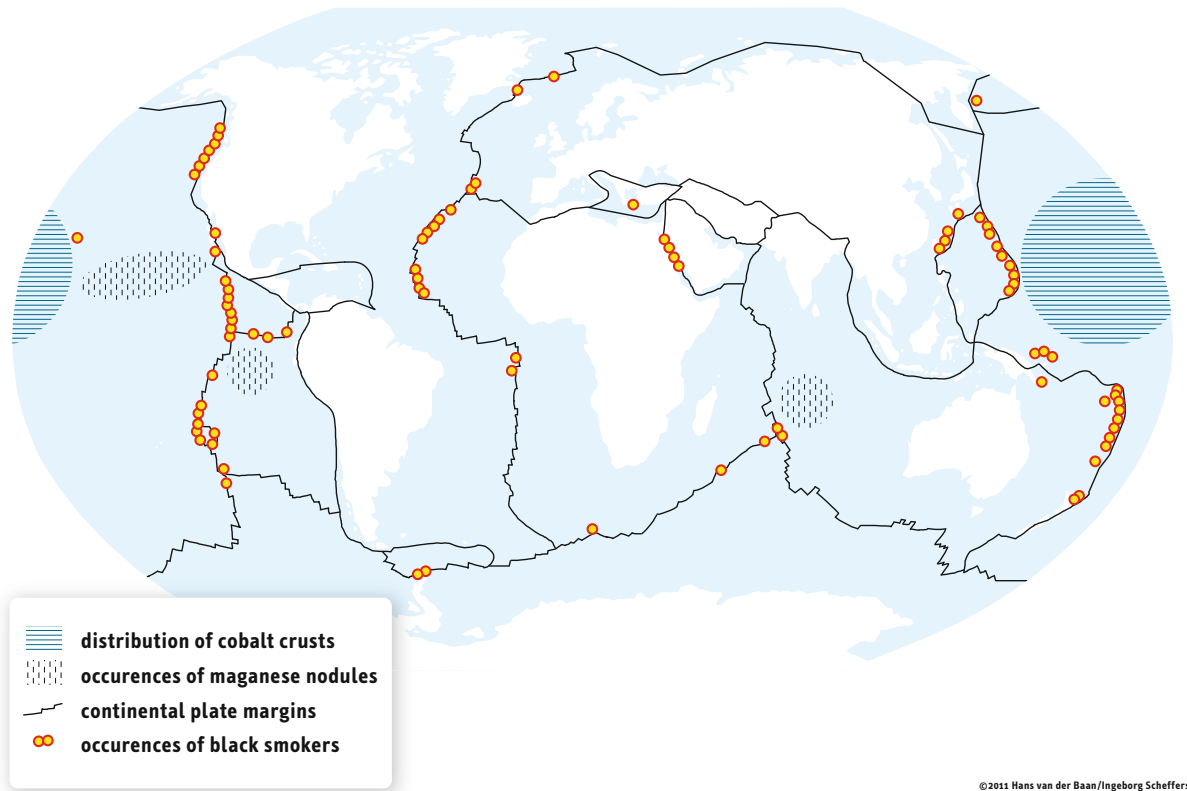 distribution of cobalt crusts
occurences of maganese nodules
continental plate margins
occurences of black smokers
©2011 Hans van der Baan/Ingeborg Scheffers